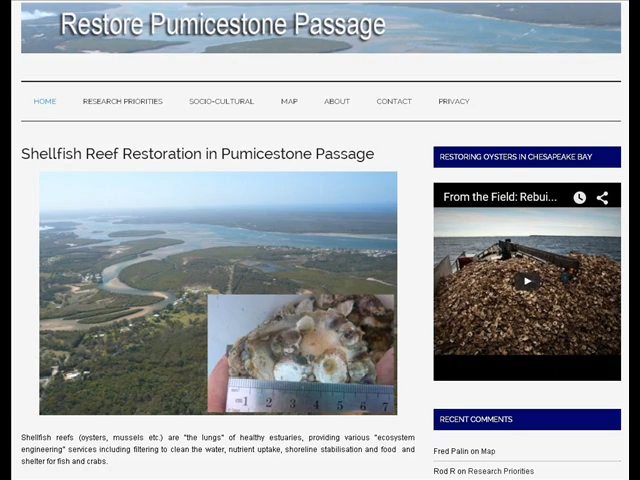 Restore Pumicestone Passage
HOME RESEARCH PRIORITIES SOCIO-CULTURAL MAP ABOUT CONTACT PRIVACY
Shellfish Reef Restoration in Pumicestone Passage
1 2 3 4 5 6 7
Shellfish reefs (oysters, mussels etc.) are "the lungs" of healthy estuaries, providing various "ecosystem
engineering" services including filtering to clean the water, nutrient uptake, shoreline stabilisation and food and
shelter for fish and crabs.
RESTORING OYSTERS IN CHESAPEAKE BAY
From the Field: Rebui...
RECENT COMMENTS
Fred Palin on Map
Rod R on Research Priorities